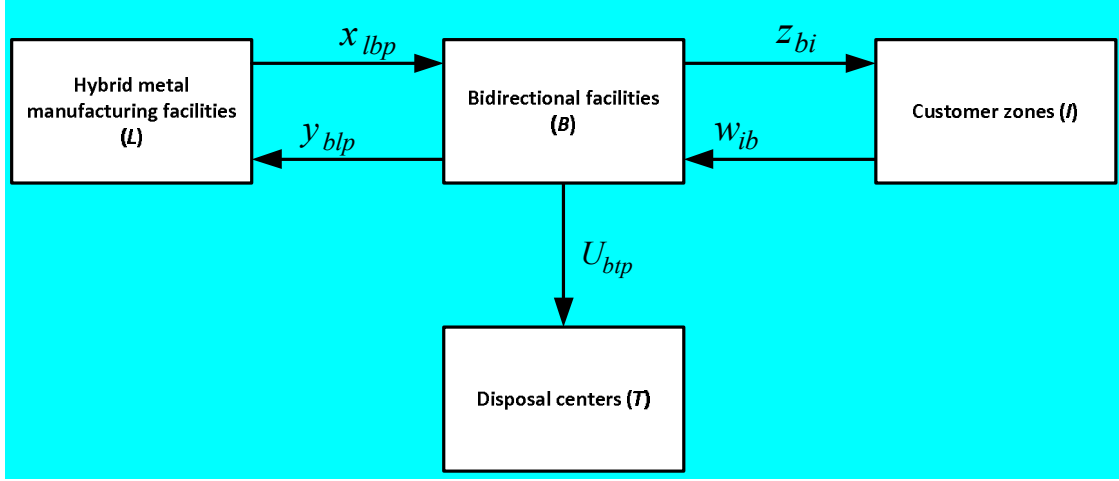 Hybrid metal
manufacturing facilities
(L)
x lbp
y blp
Bidirectional facilities
(B)
z bi
w ib
Customer zones (I)
U btp
Disposal centers (T)